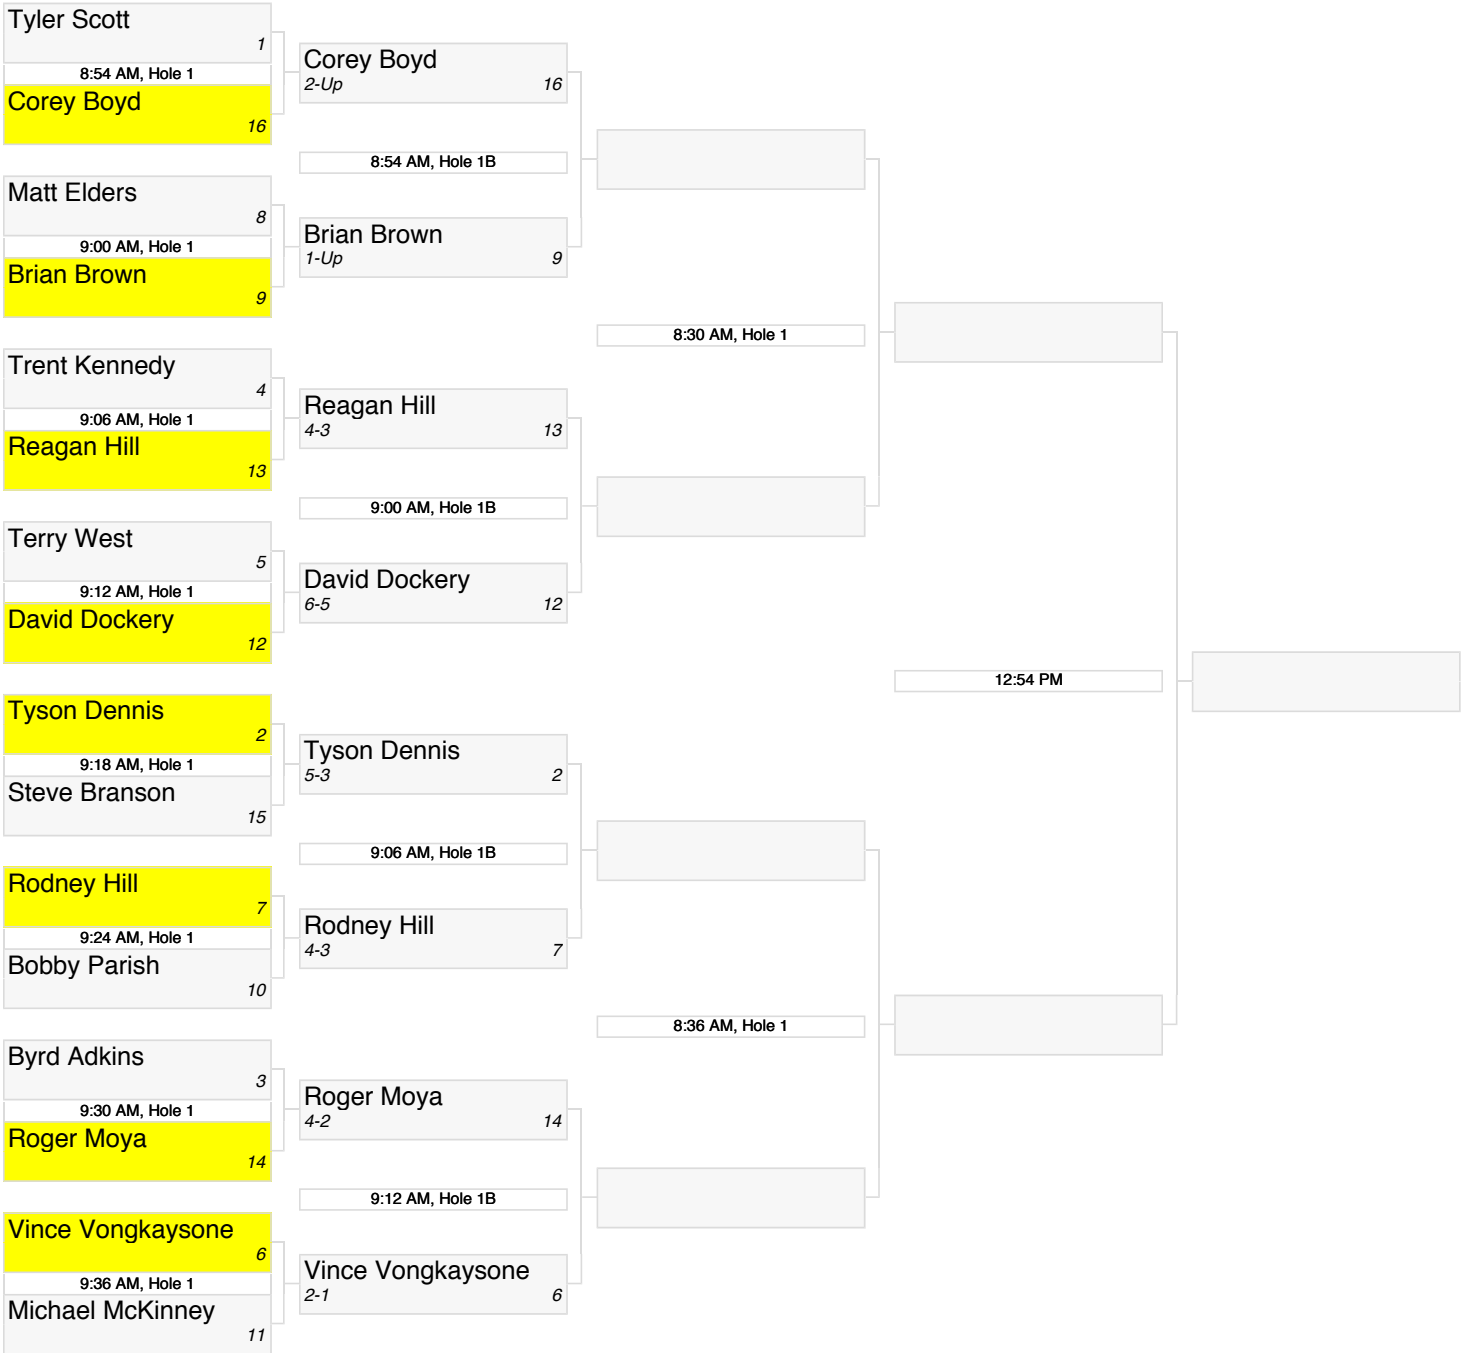 Tyler Scott
1
8:54 AM, Hole 1
Corey Boyd
16
Matt Elders
8
9:00 AM, Hole 1
Brian Brown
9
Trent Kennedy
4
9:06 AM, Hole 1
Reagan Hill
13
Terry West
5
9:12 AM, Hole 1
David Dockery
12
Tyson Dennis
2
9:18 AM, Hole 1
Steve Branson
15
Rodney Hill
7
9:24 AM, Hole 1
Bobby Parish
10
Byrd Adkins
3
9:30 AM, Hole 1
Roger Moya
14
Vince Vongkaysone
6
9:36 AM, Hole 1
Michael McKinney
11
Corey Boyd
2-Up 16
8:54 AM, Hole 1B
Brian Brown
1-Up 9
Reagan Hill
4-3 13
9:00 AM, Hole 1B
David Dockery
6-5 12
Tyson Dennis
5-3 2
9:06 AM, Hole 1B
Rodney Hill
4-3 7
Roger Moya
4-2 14
9:12 AM, Hole 1B
Vince Vongkaysone
2-1 6
8:30 AM, Hole 1
8:36 AM, Hole 1
12:54 PM